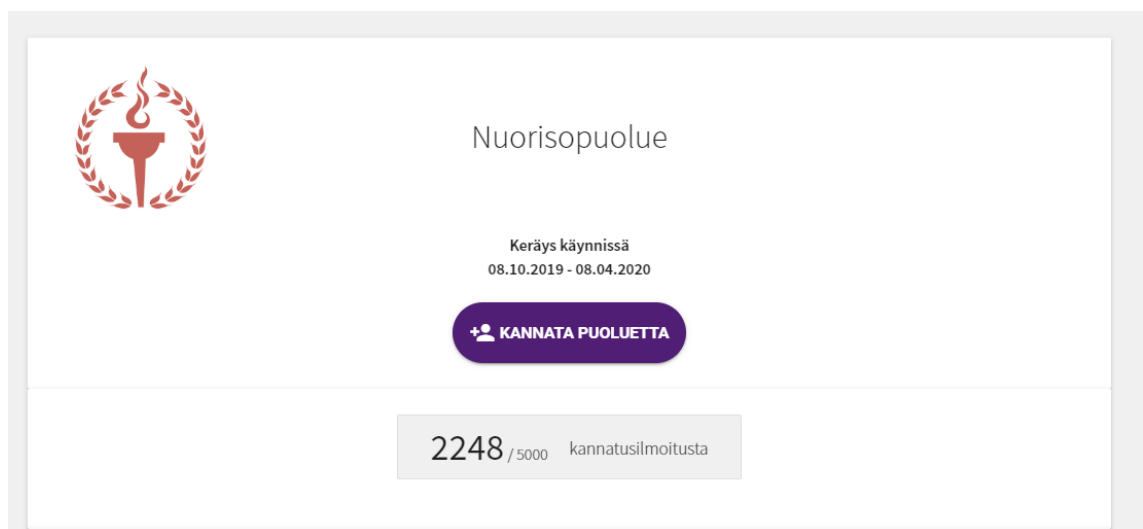 Nuorisopuolue
Keräys käynnissä
08.10.2019 - 08.04.2020
KANNATA PUOLUETTA
2248 / 5000 kannatusilmoitusta